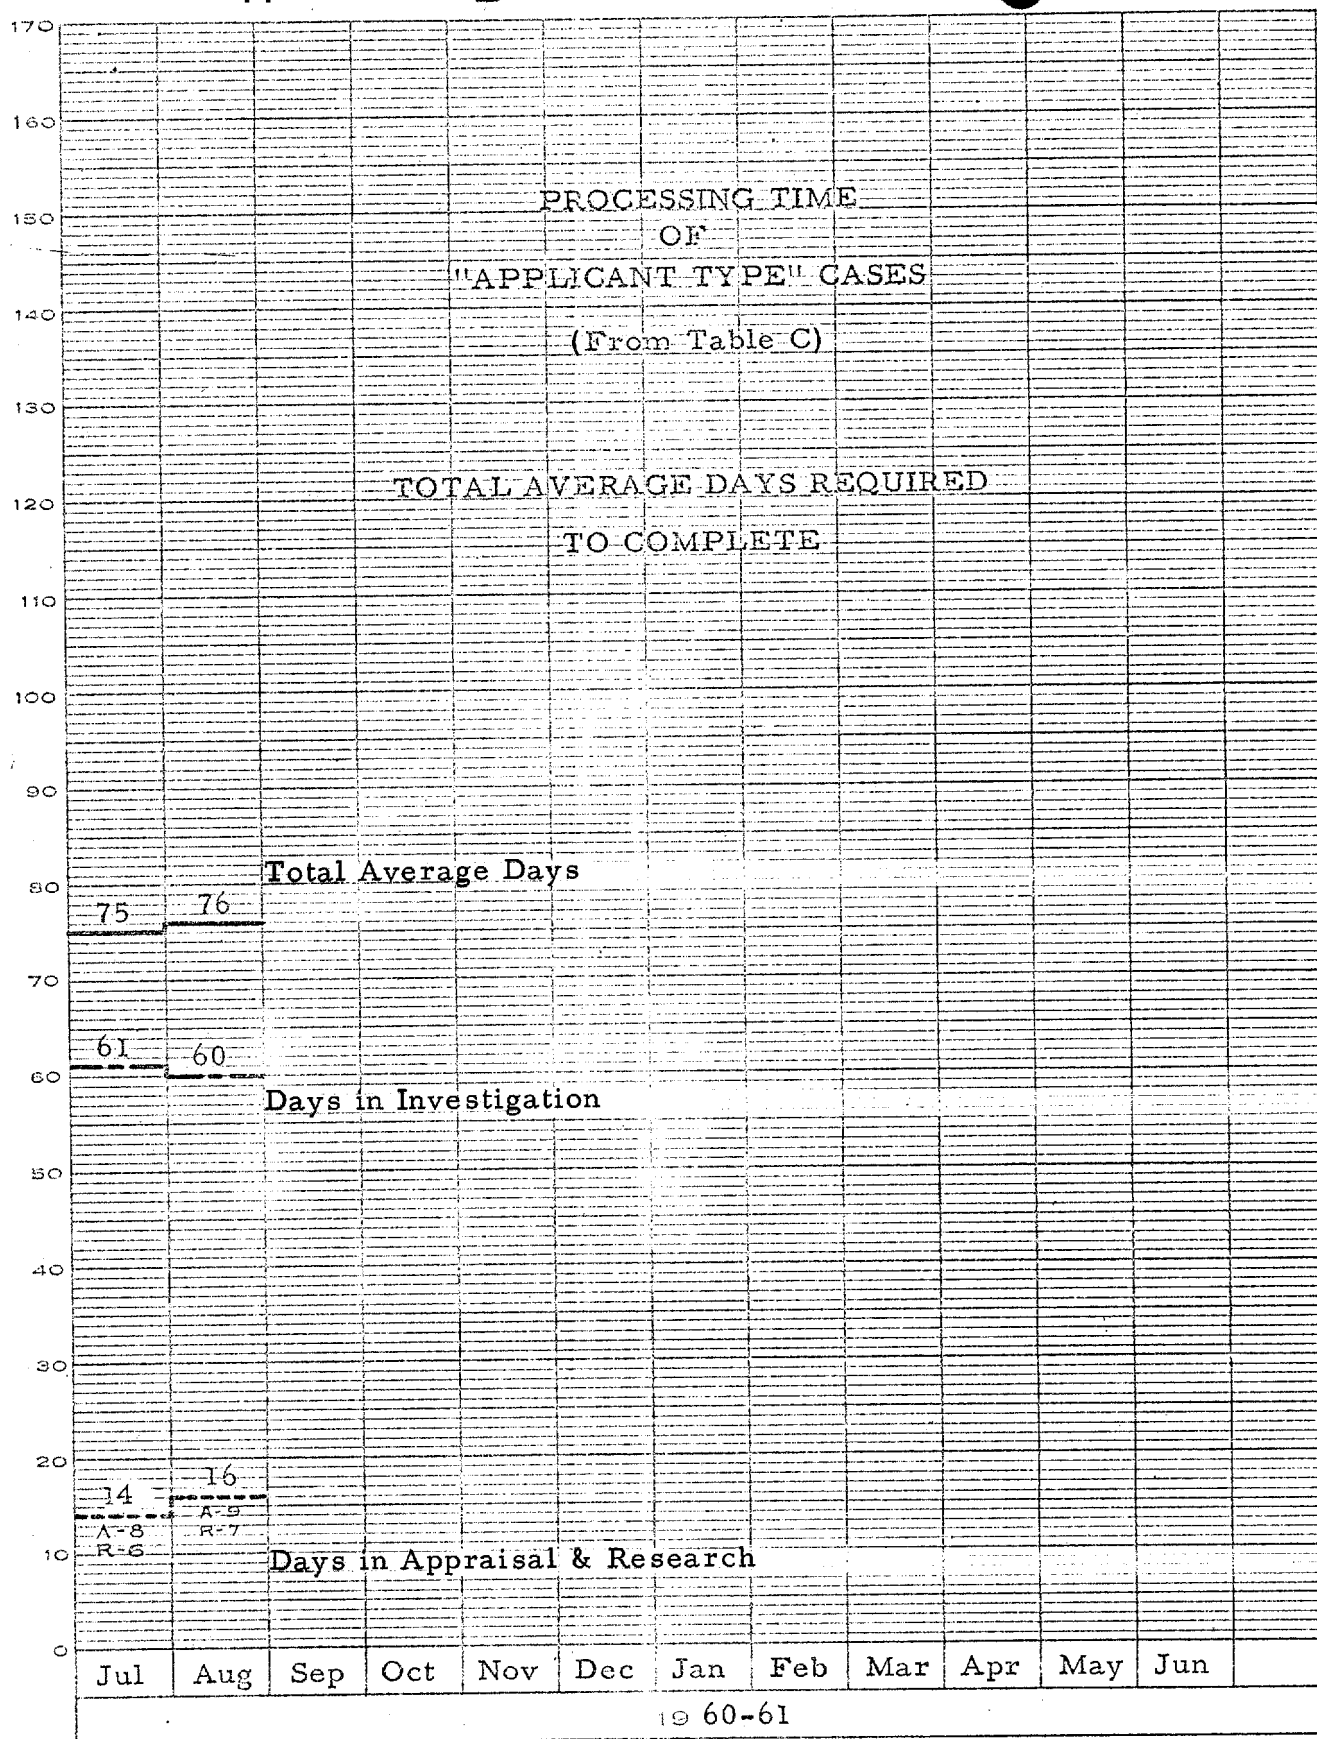 170
160
PROCESSING TIME
150
OF
"APPLICANT TYPE" CASES
140
(From Table C)
130
TOTAL AVERAGE DAYS REQUIRED
120
TO COMPLETE
110
100
90
Total Average Days
80
75 76
70
61 60
60
Days in Investigation
50
40
30
20
14 16
A-8 A-9
R-6 R-7
10
Days in Appraisal & Research
0
Jul Aug Sep Oct Nov Dec Jan Feb Mar Apr May Jun
19 60-61